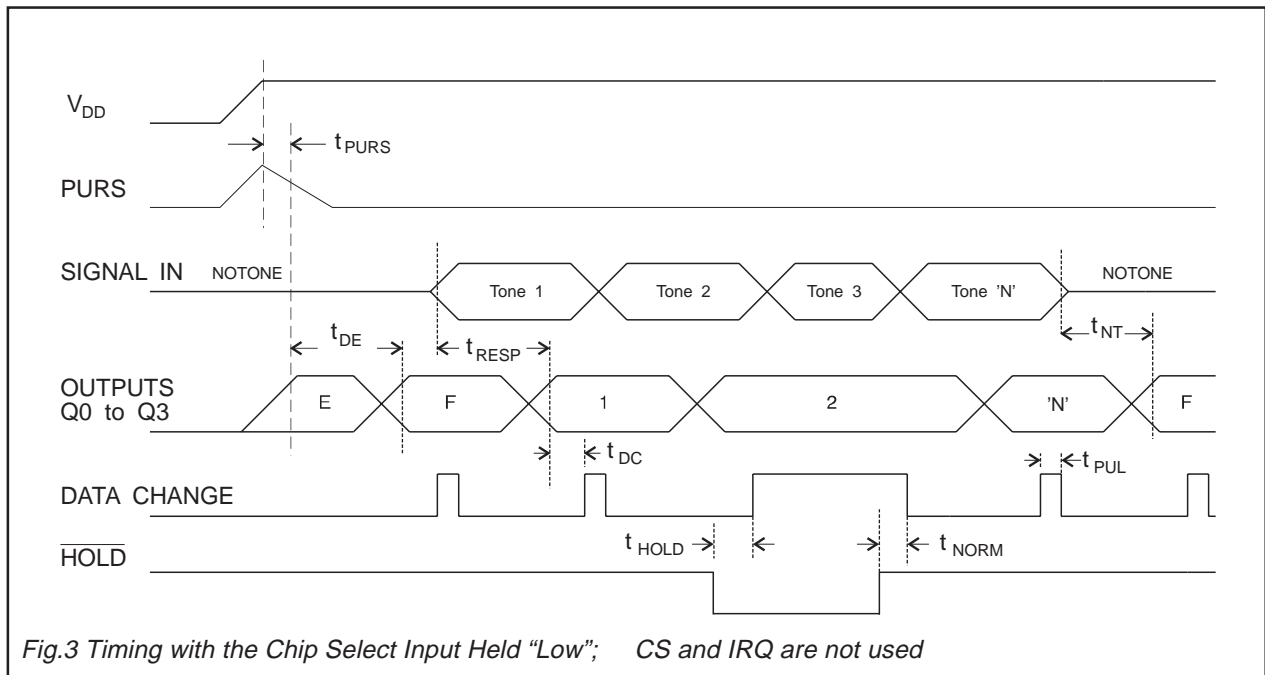 V_DD
t_PURS
PURS
SIGNAL IN NOTONE Tone 1 Tone 2 Tone 3 Tone 'N' NOTONE
t_DE t_RESP t_NT
OUTPUTS
Q0 to Q3 E F 1 2 'N' F
t_DC t_PUL
DATA CHANGE
t_HOLD t_NORM
HOLD
Fig.3 Timing with the Chip Select Input Held “Low”; CS and IRQ are not used